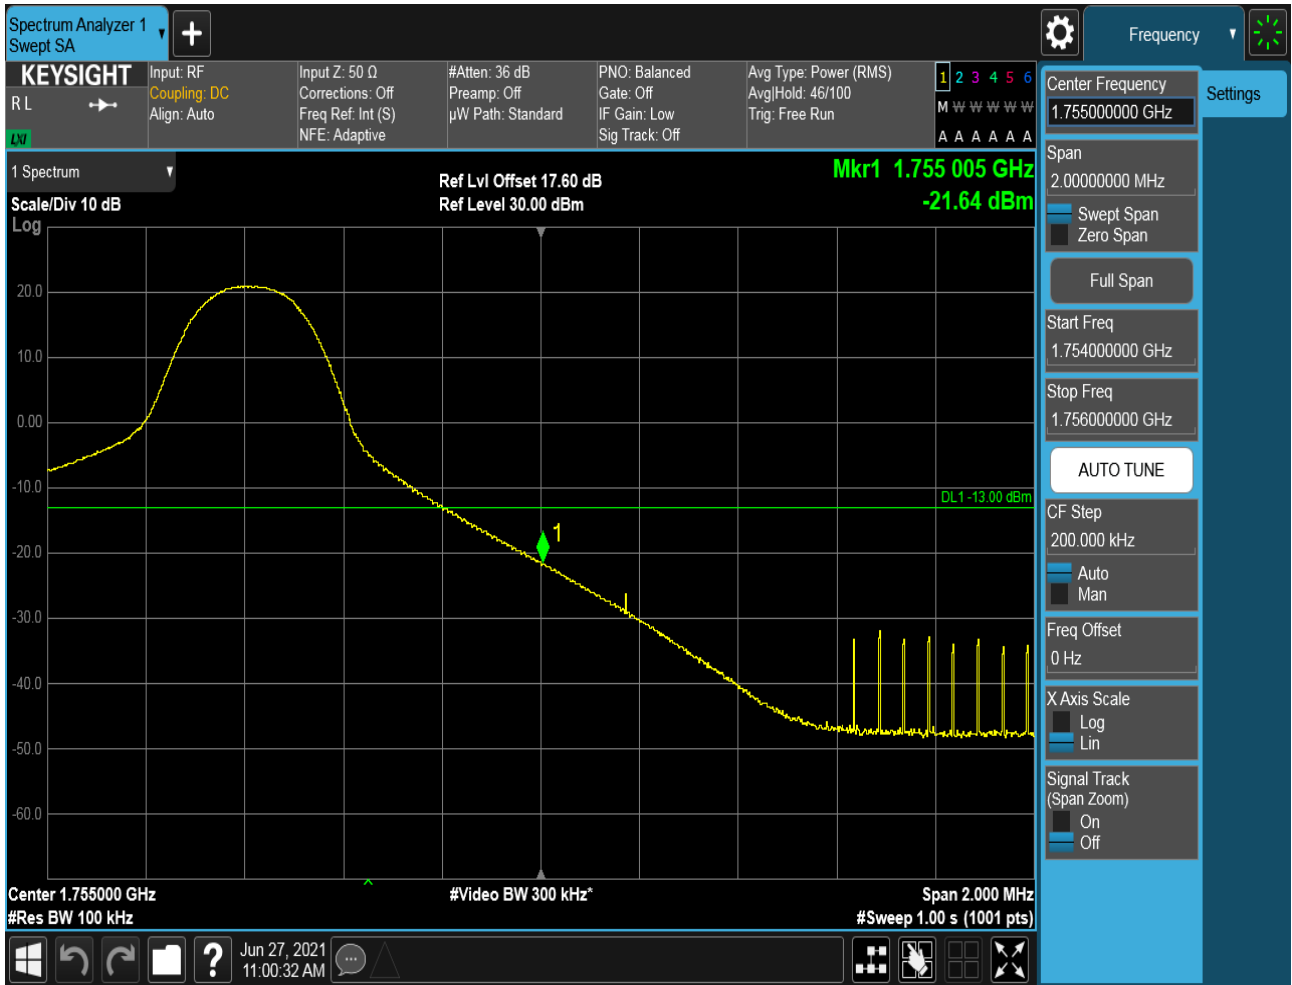 Spectrum Analyzer 1
Swept SA
Frequency
KEYSIGHT
R L
LXI
Input: RF
Coupling: DC
Align: Auto
Input Z: 50 Ω
Corrections: Off
Freq Ref: Int (S)
NFE: Adaptive
#Atten: 36 dB
Preamp: Off
µW Path: Standard
PNO: Balanced
Gate: Off
IF Gain: Low
Sig Track: Off
Avg Type: Power (RMS)
Avg|Hold: 46/100
Trig: Free Run
1 2 3 4 5 6
M W W W W W
A A A A A A
1 Spectrum
Scale/Div 10 dB
Log
Ref Lvl Offset 17.60 dB
Ref Level 30.00 dBm
Mkr1 1.755 005 GHz
-21.64 dBm
20.0
10.0
0.00
-10.0
-20.0
-30.0
-40.0
-50.0
-60.0
DL1 -13.00 dBm
1
Center 1.755000 GHz
#Res BW 100 kHz
#Video BW 300 kHz*
Span 2.000 MHz
#Sweep 1.00 s (1001 pts)
Center Frequency
1.755000000 GHz
Settings
Span
2.00000000 MHz
Swept Span
Zero Span
Full Span
Start Freq
1.754000000 GHz
Stop Freq
1.756000000 GHz
AUTO TUNE
CF Step
200.000 kHz
Auto
Man
Freq Offset
0 Hz
X Axis Scale
Log
Lin
Signal Track
(Span Zoom)
On
Off
?
Jun 27, 2021
11:00:32 AM